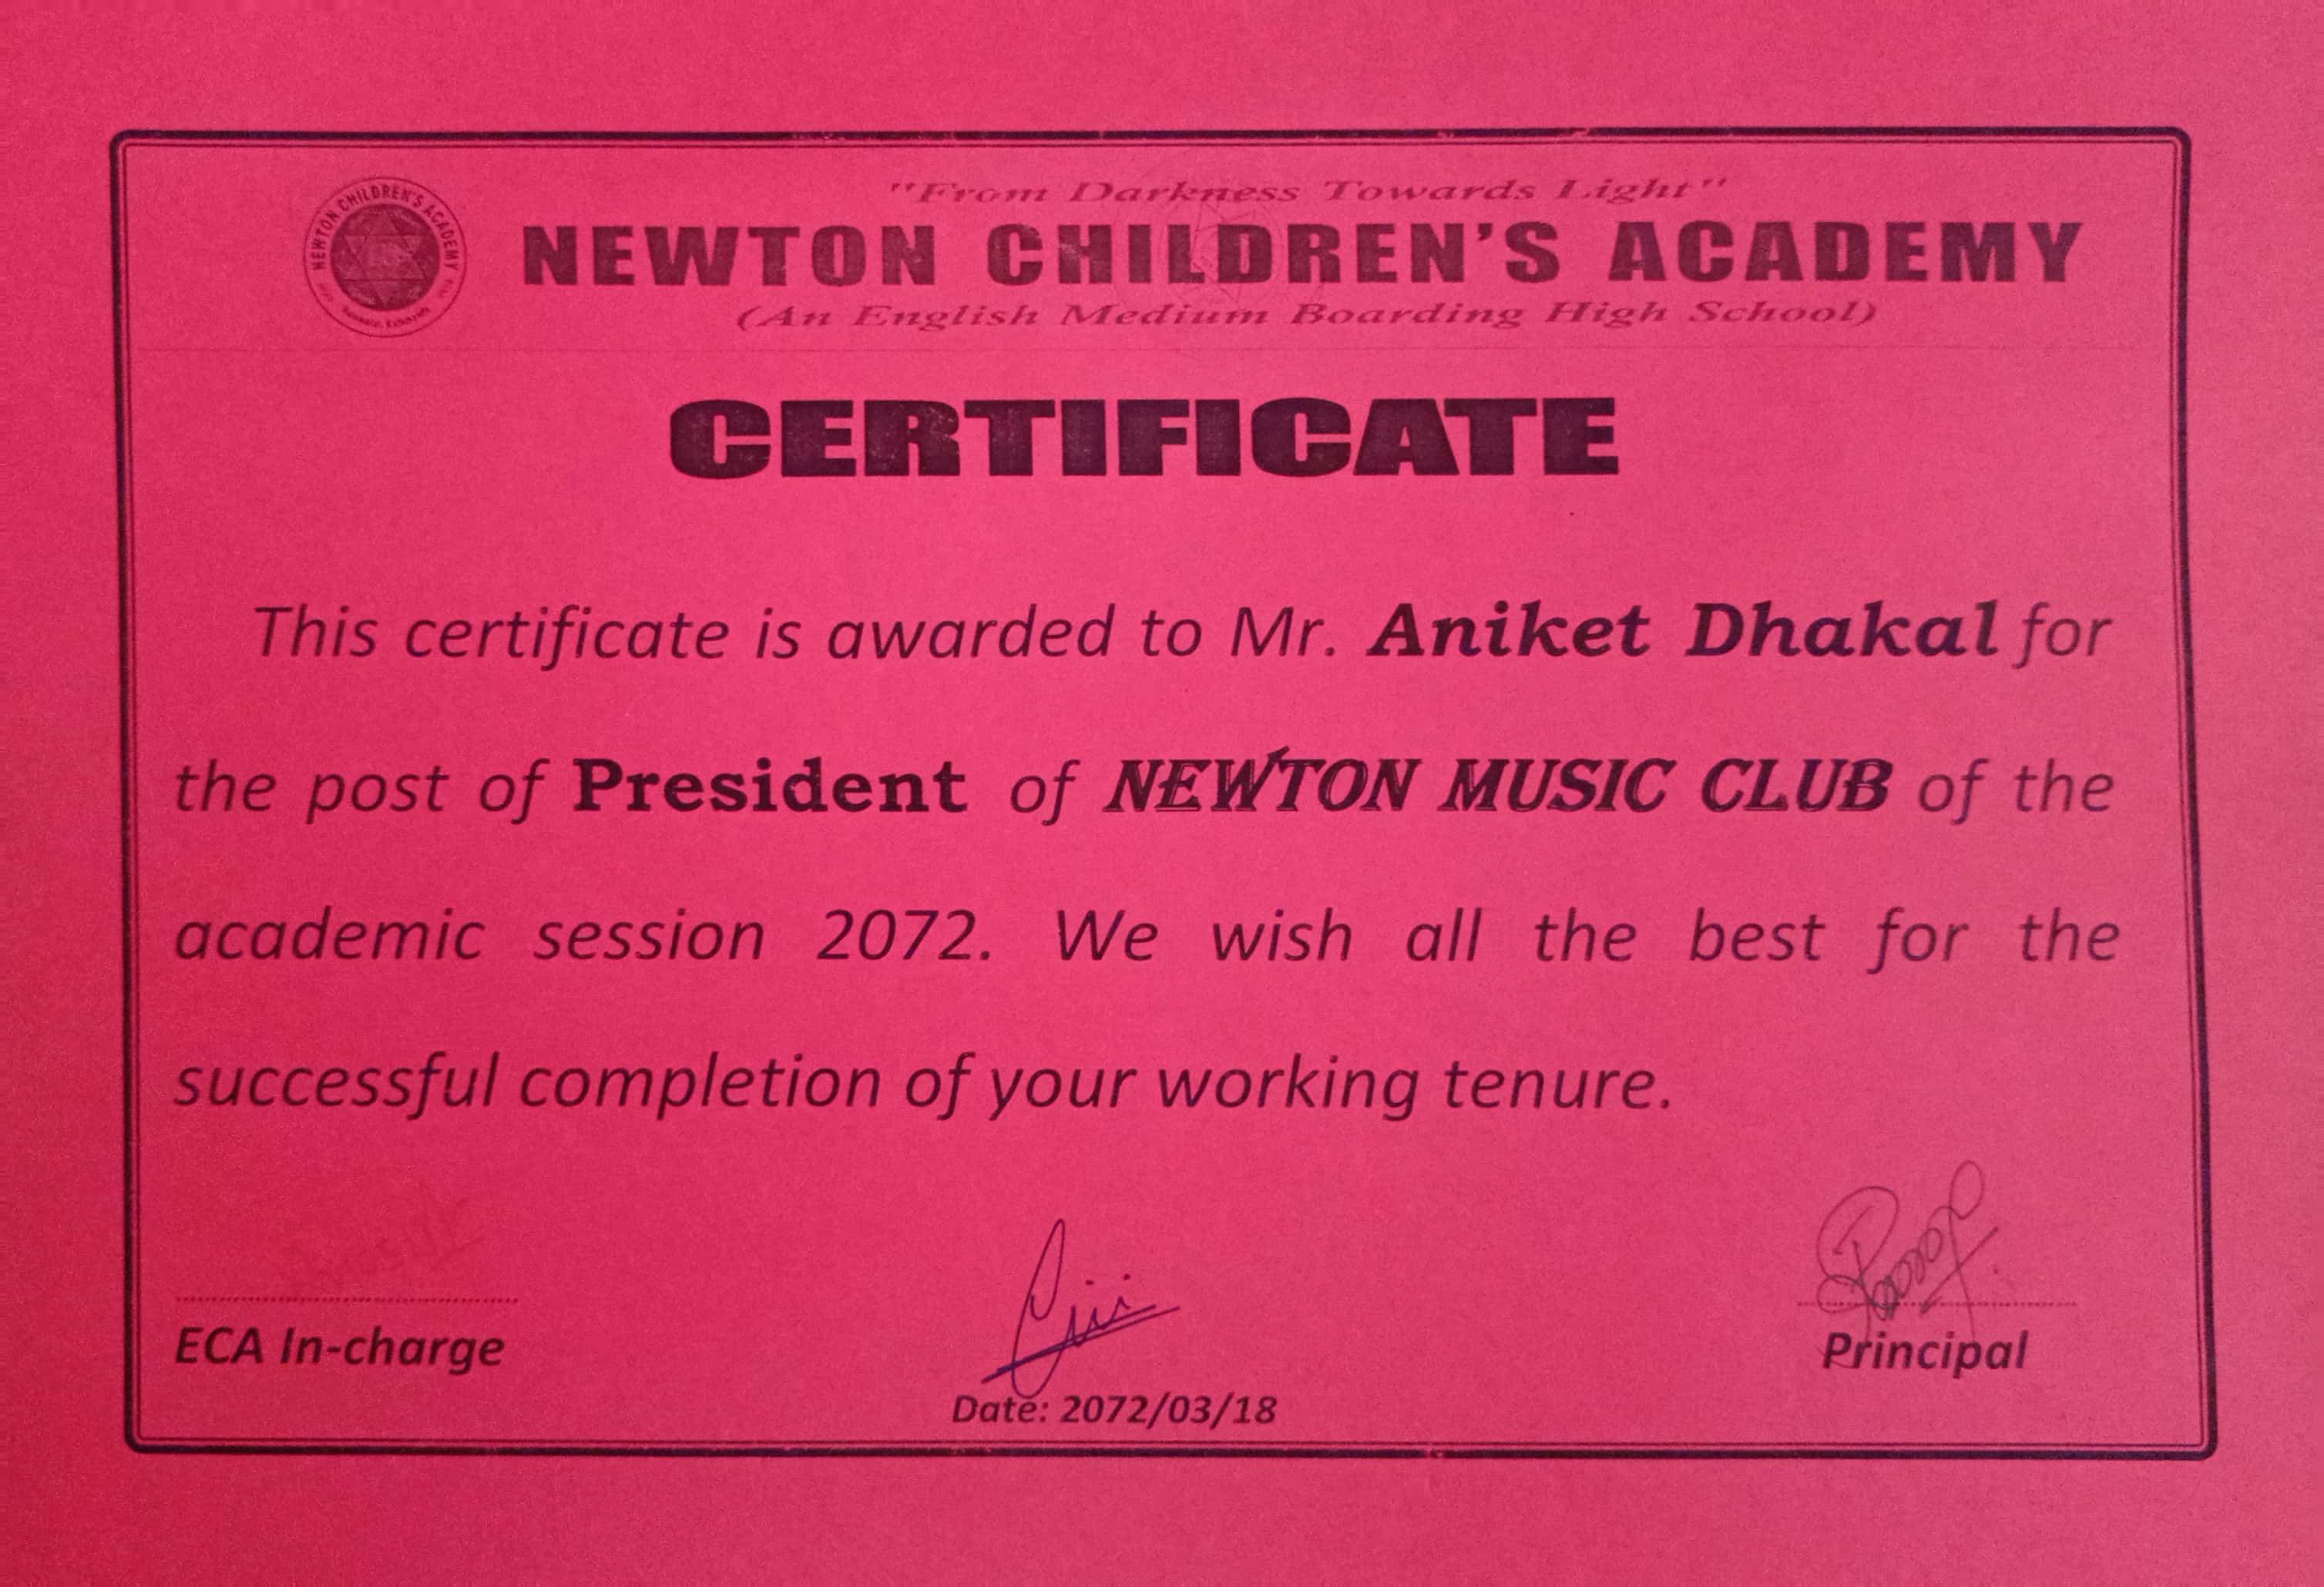 NEWTON CHILDREN'S ACADEMY
"From Darkness Towards Light"
NEWTON CHILDREN'S ACADEMY
(An English Medium Boarding High School)
CERTIFICATE
This certificate is awarded to Mr. Aniket Dhakal for
the post of President of NEWTON MUSIC CLUB of the
academic session 2072. We wish all the best for the
successful completion of your working tenure.
ECA In-charge
Date: 2072/03/18
Principal